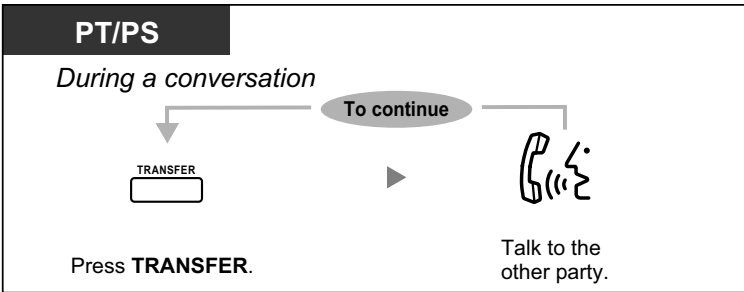 PT/PS
During a conversation
To continue
TRANSFER
Press TRANSFER.
Talk to the
other party.